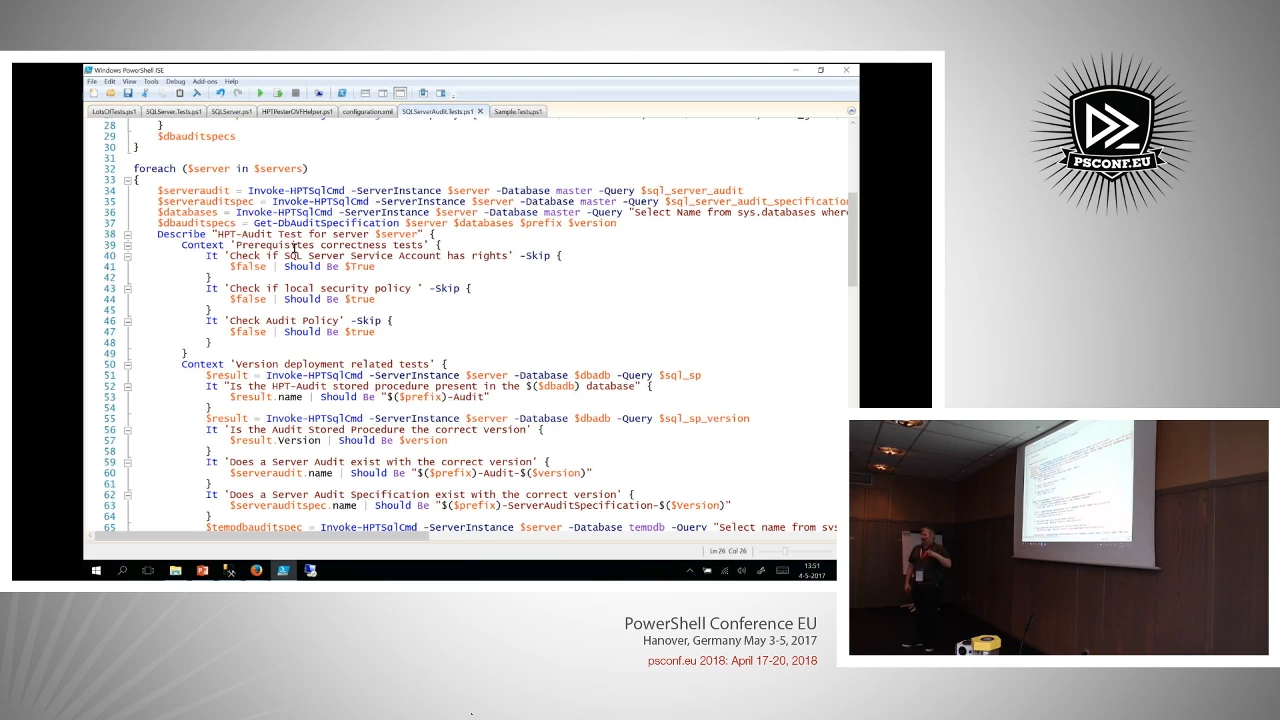 Windows PowerShell ISE
File Edit View Tools Debug Add-ons Help
LotsOfTests.ps1 SQLServer.Tests.ps1 SQLServer.ps1 HPTPesterOVFHelper.ps1 configuration.xml SQLServerAudit.Tests.ps1 Sample.Tests.ps1
28 }
29 $dbauditspecs
30 }
31
32 foreach ($server in $servers)
33 {
34 $serveraudit = Invoke-HPTSqlCmd -ServerInstance $server -Database master -Query $sql_server_audit
35 $serverauditspec = Invoke-HPTSqlCmd -ServerInstance $server -Database master -Query $sql_server_audit_specification
36 $databases = Invoke-HPTSqlCmd -ServerInstance $server -Database master -Query "Select Name from sys.databases where
37 $dbauditspecs = Get-DbAuditSpecification $server $databases $prefix $version
38 Describe "HPT-Audit Test for server $server" {
39 Context 'Prerequisites correctness tests' {
40 It 'Check if SQL Server Service Account has rights' -Skip {
41 $false | Should Be $True
42 }
43 It 'Check if local security policy ' -Skip {
44 $false | Should Be $true
45 }
46 It 'Check Audit Policy' -Skip {
47 $false | Should Be $true
48 }
49 }
50 Context 'Version deployment related tests' {
51 $result = Invoke-HPTSqlCmd -ServerInstance $server -Database $dbadb -Query $sql_sp
52 It "Is the HPT-Audit stored procedure present in the $($dbadb) database" {
53 $result.name | Should Be "$($prefix)-Audit"
54 }
55 $result = Invoke-HPTSqlCmd -ServerInstance $server -Database $dbadb -Query $sql_sp_version
56 It 'Is the Audit Stored Procedure the correct version' {
57 $result.Version | Should Be $version
58 }
59 It 'Does a Server Audit exist with the correct version' {
60 $serveraudit.name | Should Be "$($prefix)-Audit-$($version)"
61 }
62 It 'Does a Server Audit Specification exist with the correct version' {
63 $serverauditspec.name | Should Be "$($prefix)-ServerAuditSpecification-$($Version)"
64 }
65 $tempdbauditspec = Invoke-HPTSqlCmd -ServerInstance $server -Database tempdb -Query "Select name from sys
Ln 26 Col 26
13:51
4-5-2017
PSCONF.EU
PowerShell Conference EU
Hanover, Germany May 3-5, 2017
psconf.eu 2018: April 17-20, 2018